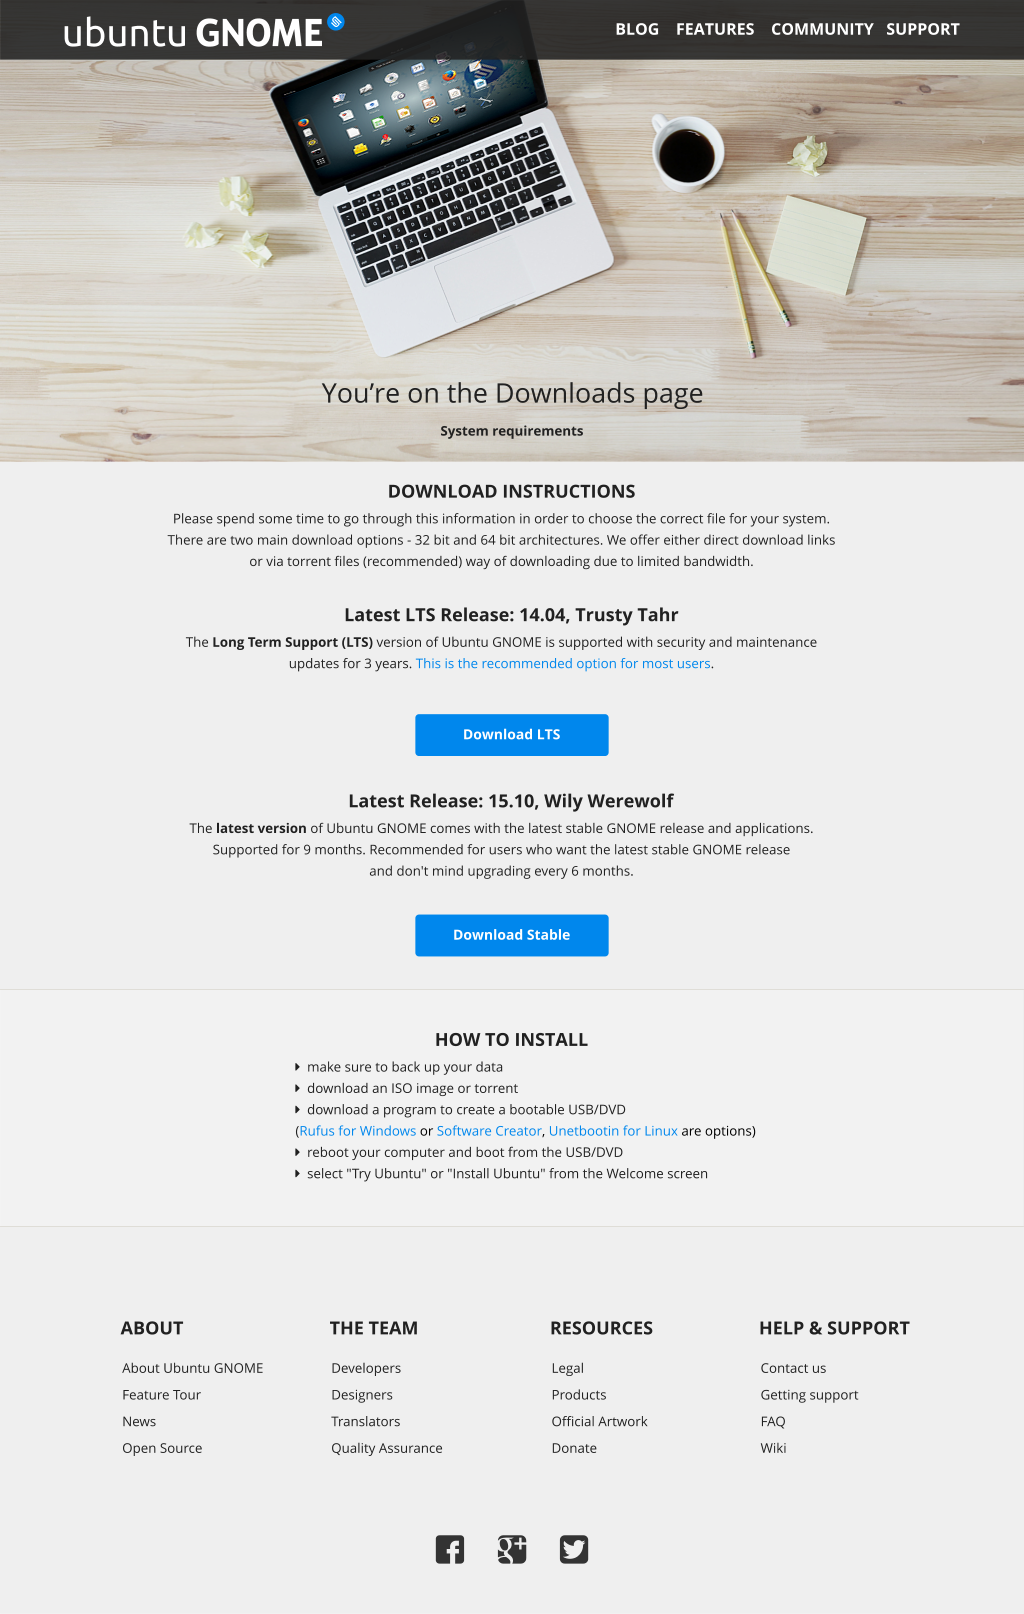 ubuntu GNOME
BLOG FEATURES COMMUNITY SUPPORT
You’re on the Downloads page
System requirements
DOWNLOAD INSTRUCTIONS
Please spend some time to go through this information in order to choose the correct file for your system.
There are two main download options - 32 bit and 64 bit architectures. We offer either direct download links
or via torrent files (recommended) way of downloading due to limited bandwidth.
Latest LTS Release: 14.04, Trusty Tahr
The Long Term Support (LTS) version of Ubuntu GNOME is supported with security and maintenance
updates for 3 years. This is the recommended option for most users.
Download LTS
Latest Release: 15.10, Wily Werewolf
The latest version of Ubuntu GNOME comes with the latest stable GNOME release and applications.
Supported for 9 months. Recommended for users who want the latest stable GNOME release
and don't mind upgrading every 6 months.
Download Stable
HOW TO INSTALL
make sure to back up your data
download an ISO image or torrent
download a program to create a bootable USB/DVD
(Rufus for Windows or Software Creator, Unetbootin for Linux are options)
reboot your computer and boot from the USB/DVD
select "Try Ubuntu" or "Install Ubuntu" from the Welcome screen
ABOUT
About Ubuntu GNOME
Feature Tour
News
Open Source
THE TEAM
Developers
Designers
Translators
Quality Assurance
RESOURCES
Legal
Products
Official Artwork
Donate
HELP & SUPPORT
Contact us
Getting support
FAQ
Wiki